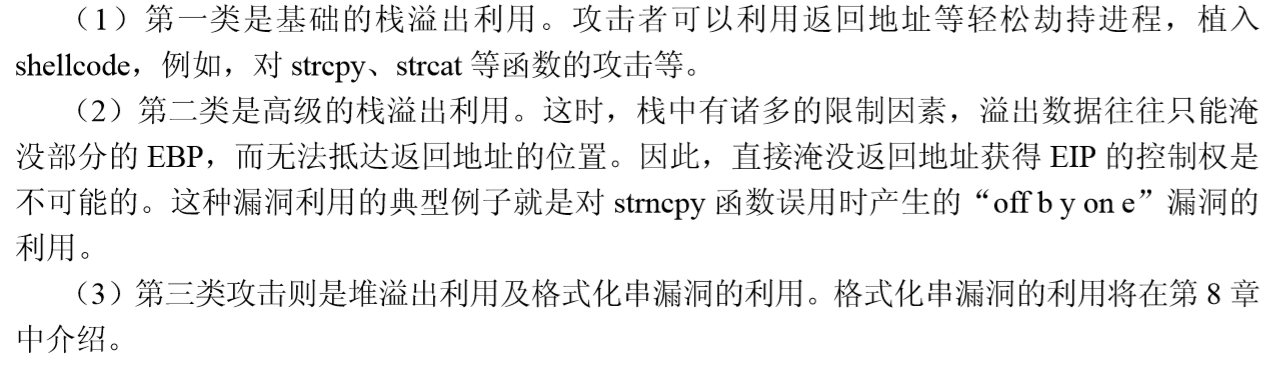 （1）第一类是基础的栈溢出利用。攻击者可以利用返回地址等轻松劫持进程，植入
shellcode，例如，对 strcpy、strcat 等函数的攻击等。
（2）第二类是高级的栈溢出利用。这时，栈中有诸多的限制因素，溢出数据往往只能淹
没部分的 EBP，而无法抵达返回地址的位置。因此，直接淹没返回地址获得 EIP 的控制权是
不可能的。这种漏洞利用的典型例子就是对 strncpy 函数误用时产生的“off b y on e”漏洞的
利用。
（3）第三类攻击则是堆溢出利用及格式化串漏洞的利用。格式化串漏洞的利用将在第 8 章
中介绍。